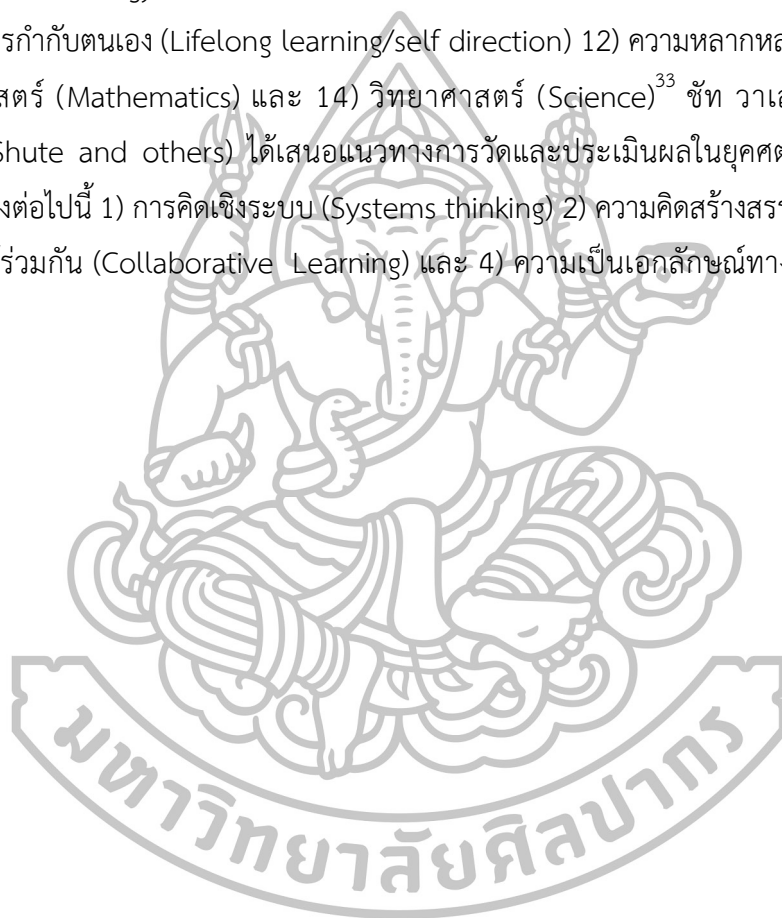 รกำกับตนเอง (Lifelong learning/self direction) 12) ความหลากห
สตร์ (Mathematics) และ 14) วิทยาศาสตร์ (Science)33 ชัท วาเล
Shute and others) ได้เสนอแนวทางการวัดและประเมินผลในยุคศต
งต่อไปนี้ 1) การคิดเชิงระบบ (Systems thinking) 2) ความคิดสร้างสรร
ร่วมกัน (Collaborative Learning) และ 4) ความเป็นเอกลักษณ์ทาง
มหาวิทยาลัยศิลปากร